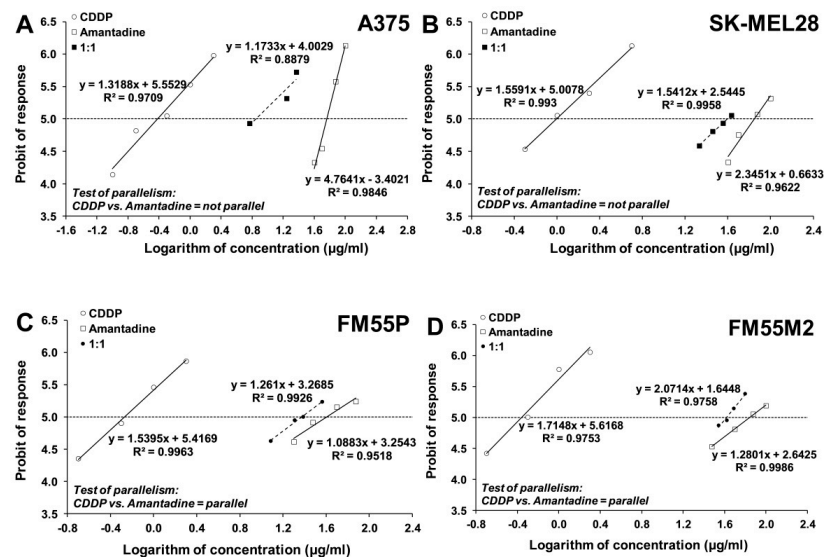 A
○ CDDP
□ Amantadine
■ 1:1
A375
Probit of response
6.5
6.0
5.5
5.0
4.5
4.0
3.5
y = 1.1733x + 4.0029
R² = 0.8879
y = 1.3188x + 5.5529
R² = 0.9709
y = 4.7641x - 3.4021
R² = 0.9846
Test of parallelism:
CDDP vs. Amantadine = not parallel
-1.6 -1.2 -0.8 -0.4 0.0 0.4 0.8 1.2 1.6 2.0 2.4 2.8
Logarithm of concentration (µg/ml)
B
○ CDDP
□ Amantadine
■ 1:1
SK-MEL28
Probit of response
6.5
6.0
5.5
5.0
4.5
4.0
3.5
y = 1.5591x + 5.0078
R² = 0.993
y = 1.5412x + 2.5445
R² = 0.9958
y = 2.3451x + 0.6633
R² = 0.9622
Test of parallelism:
CDDP vs. Amantadine = not parallel
-0.8 -0.4 0.0 0.4 0.8 1.2 1.6 2.0 2.4
Logarithm of concentration (µg/ml)
C
○ CDDP
□ Amantadine
• 1:1
FM55P
Probit of response
6.5
6.0
5.5
5.0
4.5
4.0
3.5
y = 1.261x + 3.2685
R² = 0.9926
y = 1.5395x + 5.4169
R² = 0.9963
y = 1.0883x + 3.2543
R² = 0.9518
Test of parallelism:
CDDP vs. Amantadine = parallel
-0.8 -0.4 0.0 0.4 0.8 1.2 1.6 2.0 2.4
Logarithm of concentration (µg/ml)
D
○ CDDP
□ Amantadine
• 1:1
FM55M2
Probit of response
6.5
6.0
5.5
5.0
4.5
4.0
3.5
y = 2.0714x + 1.6448
R² = 0.9758
y = 1.7148x + 5.6168
R² = 0.9753
y = 1.2801x + 2.6425
R² = 0.9986
Test of parallelism:
CDDP vs. Amantadine = parallel
-0.8 -0.4 0.0 0.4 0.8 1.2 1.6 2.0 2.4
Logarithm of concentration (µg/ml)